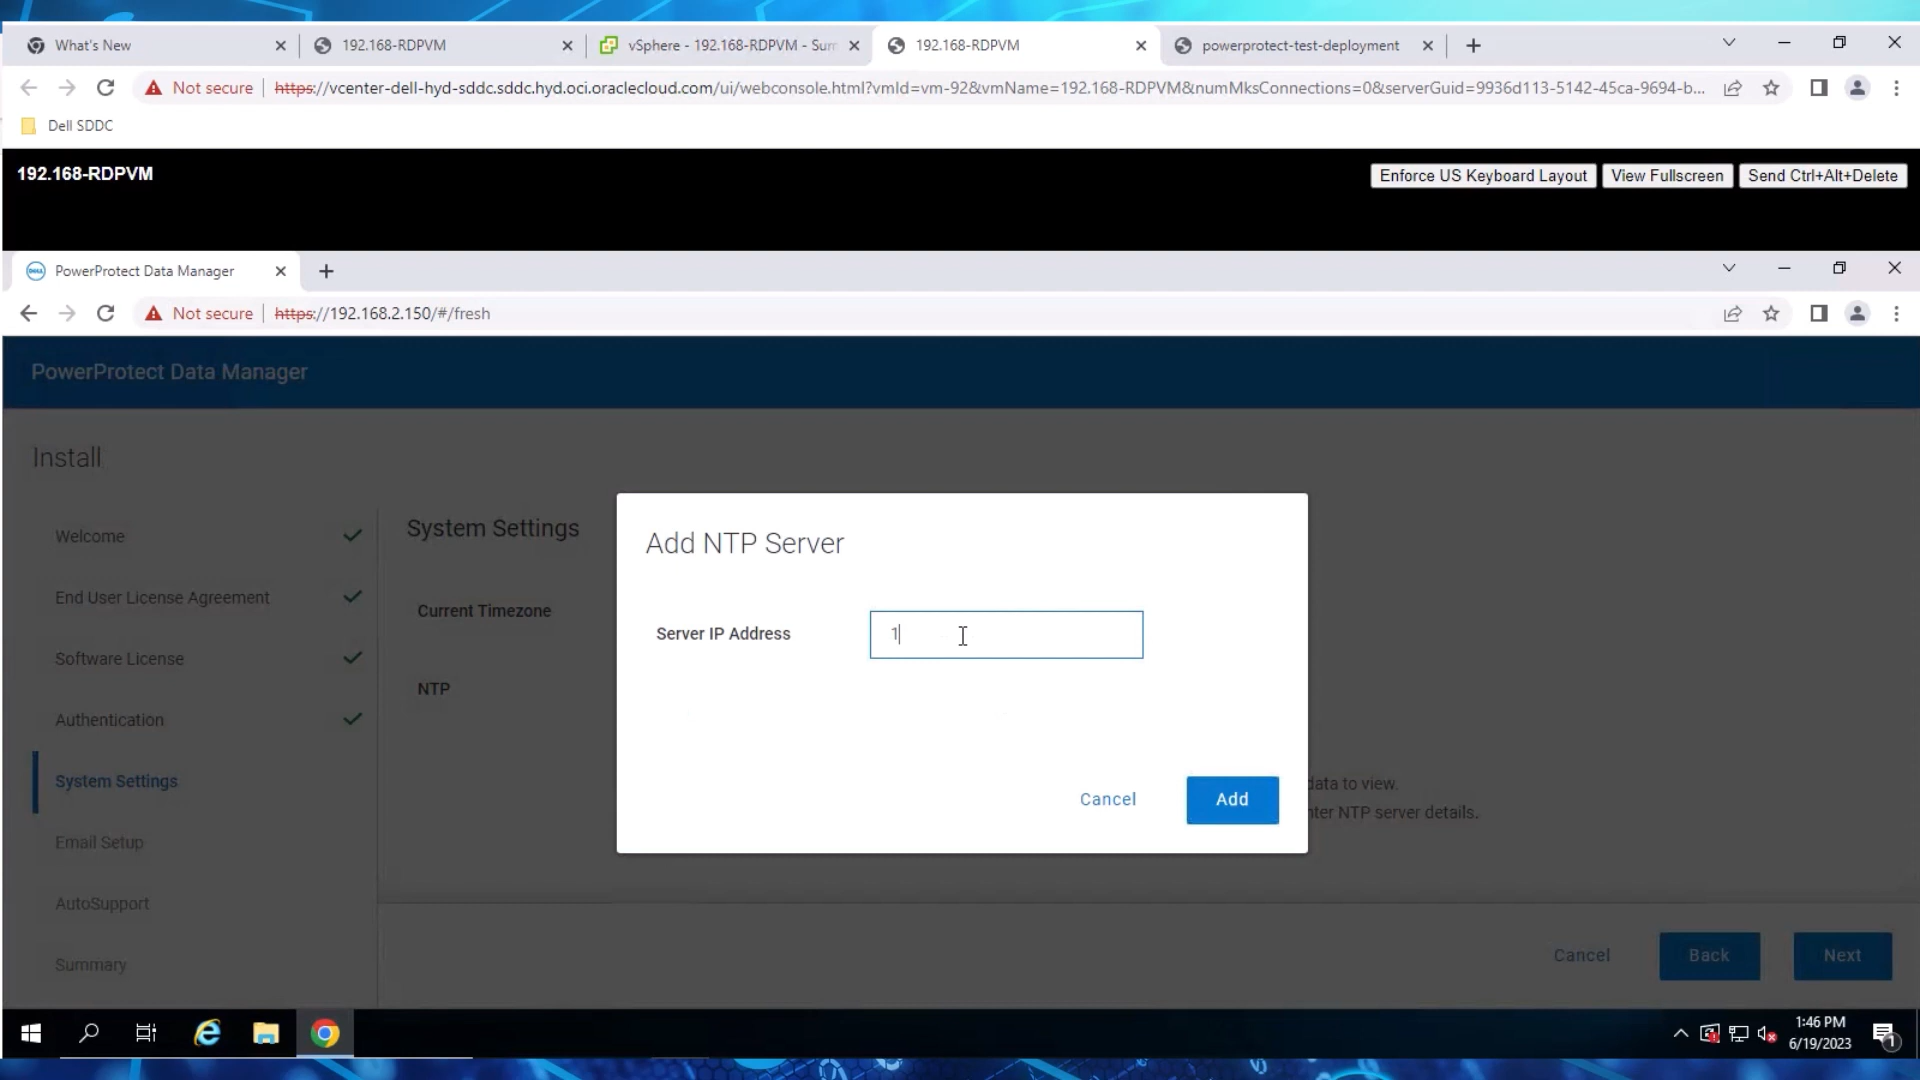 What's New
192.168-RDPVM
vSphere - 192.168-RDPVM - Sum
192.168-RDPVM
powerprotect-test-deployment
Not secure
https://vcenter-dell-hyd-sddc.sddc.hyd.oci.oraclecloud.com/ui/webconsole.html?vmId=vm-92&vmName=192.168-RDPVM&numMksConnections=0&serverGuid=9936d113-5142-45ca-9694-b...
Dell SDDC
192.168-RDPVM
Enforce US Keyboard Layout
View Fullscreen
Send Ctrl+Alt+Delete
DELL
PowerProtect Data Manager
Not secure
https://192.168.2.150/#/fresh
PowerProtect Data Manager
Install
Welcome
End User License Agreement
Software License
Authentication
System Settings
Email Setup
AutoSupport
Summary
System Settings
Current Timezone
NTP
Add NTP Server
Server IP Address
1
Cancel
Add
data to view.
nter NTP server details.
Cancel
Back
Next
1:46 PM
6/19/2023
1